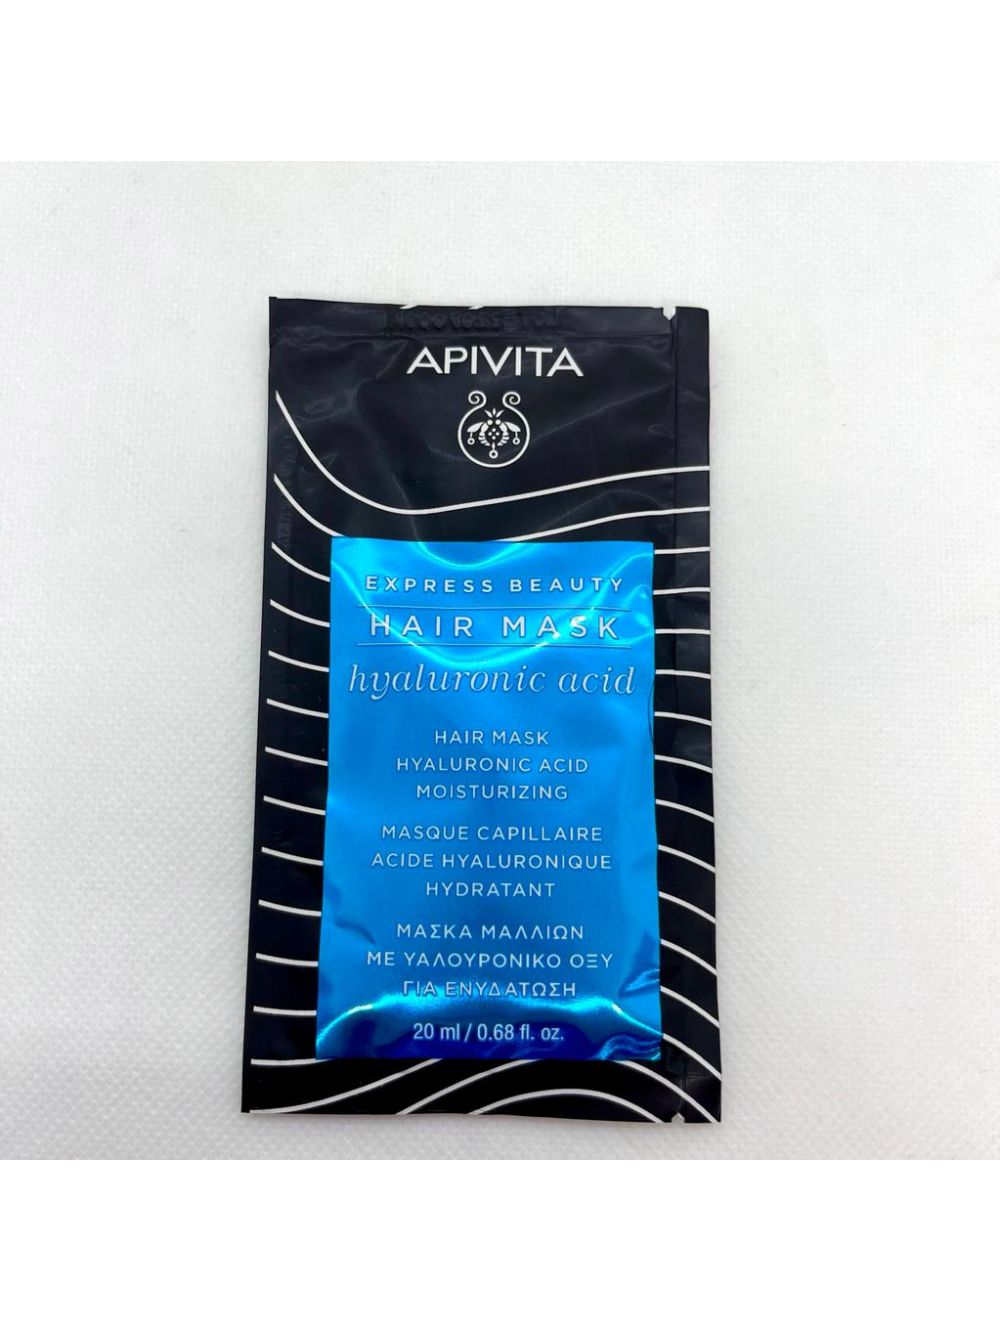 APIVITA
EXPRESS BEAUTY
HAIR MASK
hyaluronic acid
HAIR MASK
HYALURONIC ACID
MOISTURIZING
MASQUE CAPILLAIRE
ACIDE HYALURONIQUE
HYDRATANT
ΜΑΣΚΑ ΜΑΛΛΙΩΝ
ΜΕ ΥΑΛΟΥΡΟΝΙΚΟ ΟΞΥ
ΓΙΑ ΕΝΥΔΑΤΩΣΗ
20 ml / 0.68 fl. oz.